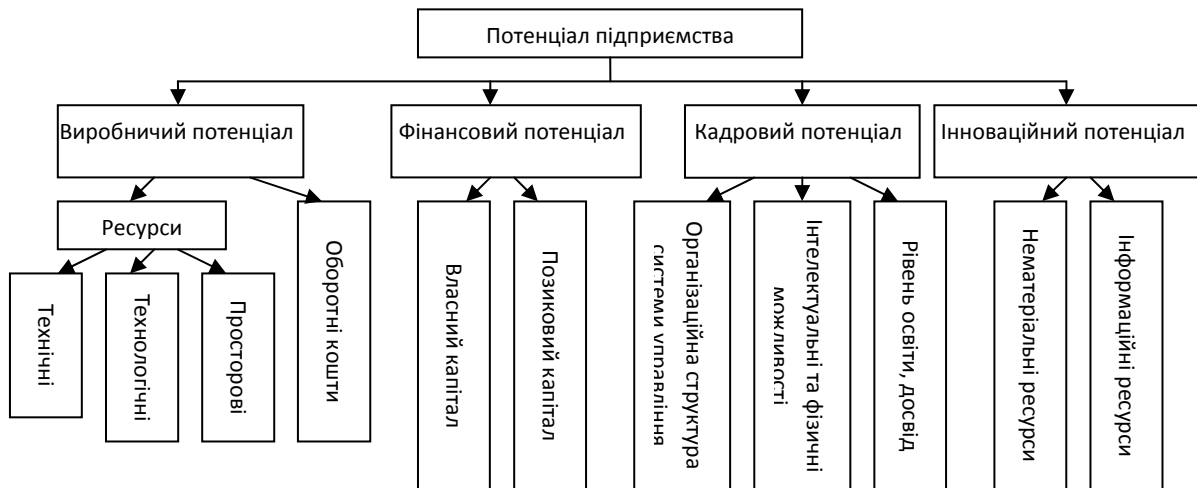 Потенціал підприємства
Виробничий потенціал
Фінансовий потенціал
Кадровий потенціал
Інноваційний потенціал
Ресурси
Технічні
Технологічні
Просторові
Оборотні кошти
Власний капітал
Позиковий капітал
Організаційна структура
системи управління
Інтелектуальні та фізичні
можливості
Рівень освіти, досвід
Нематеріальні ресурси
Інформаційні ресурси